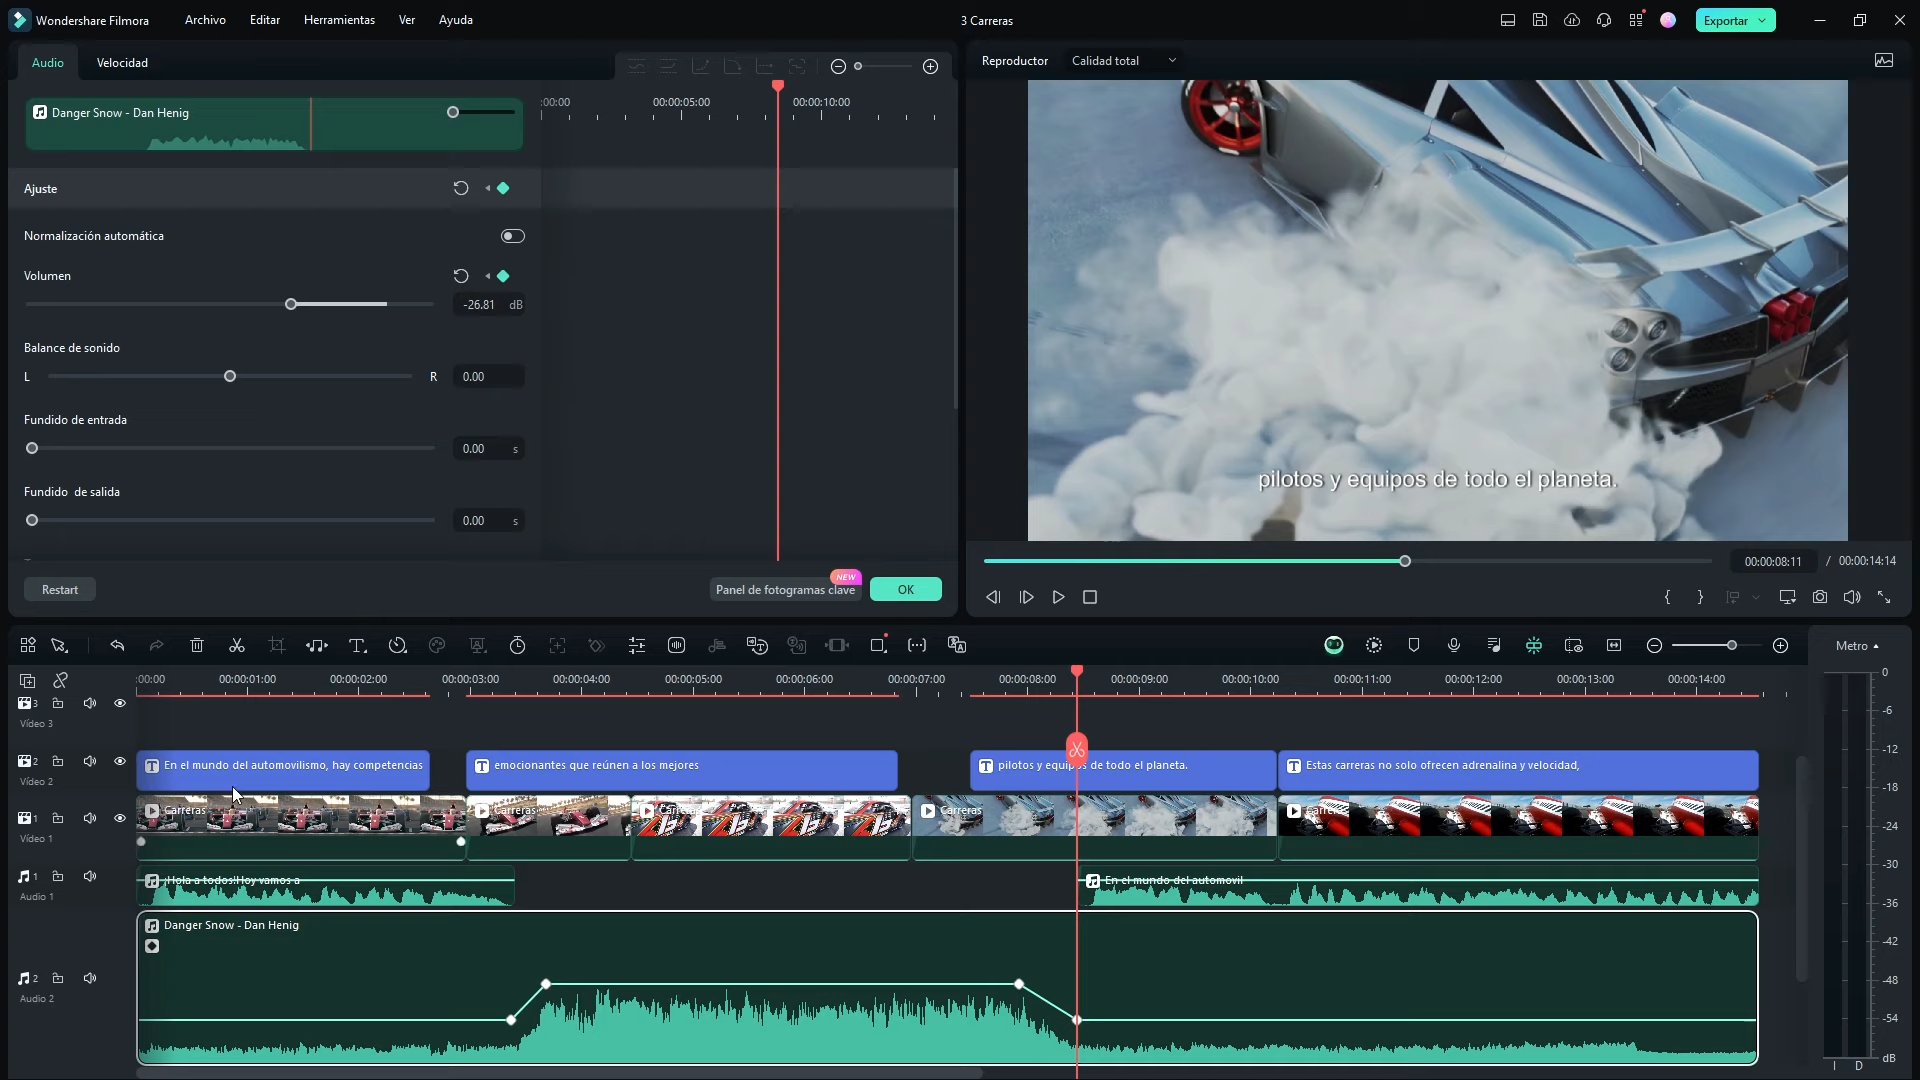 Wondershare Filmora
Archivo
Editar
Herramientas
Ver
Ayuda
3 Carreras
Exportar
Audio
Velocidad
Reproductor
Calidad total
:00:00
00:00:05:00
00:00:10:00
Danger Snow - Dan Henig
Ajuste
Normalización automática
Volumen
-26.81 dB
Balance de sonido
L
R
0.00
Fundido de entrada
0.00 s
Fundido de salida
0.00 s
pilotos y equipos de todo el planeta.
00:00:08:11 / 00:00:14:14
Restart
NEW
Panel de fotogramas clave
OK
Metro
:00:00
00:00:01:00
00:00:02:00
00:00:03:00
00:00:04:00
00:00:05:00
00:00:06:00
00:00:07:00
00:00:08:00
00:00:09:00
00:00:10:00
00:00:11:00
00:00:12:00
00:00:13:00
00:00:14:00
3
Vídeo 3
2
Vídeo 2
En el mundo del automovilismo, hay competencias
emocionantes que reúnen a los mejores
pilotos y equipos de todo el planeta.
Estas carreras no solo ofrecen adrenalina y velocidad,
1
Vídeo 1
Carreras
Carreras
Carreras
Carreras
Carreras
1
Audio 1
¡Hola a todos!Hoy vamos a
En el mundo del automovil
2
Audio 2
Danger Snow - Dan Henig
0
-6
-12
-18
-24
-30
-36
-42
-48
-54
dB
I
D